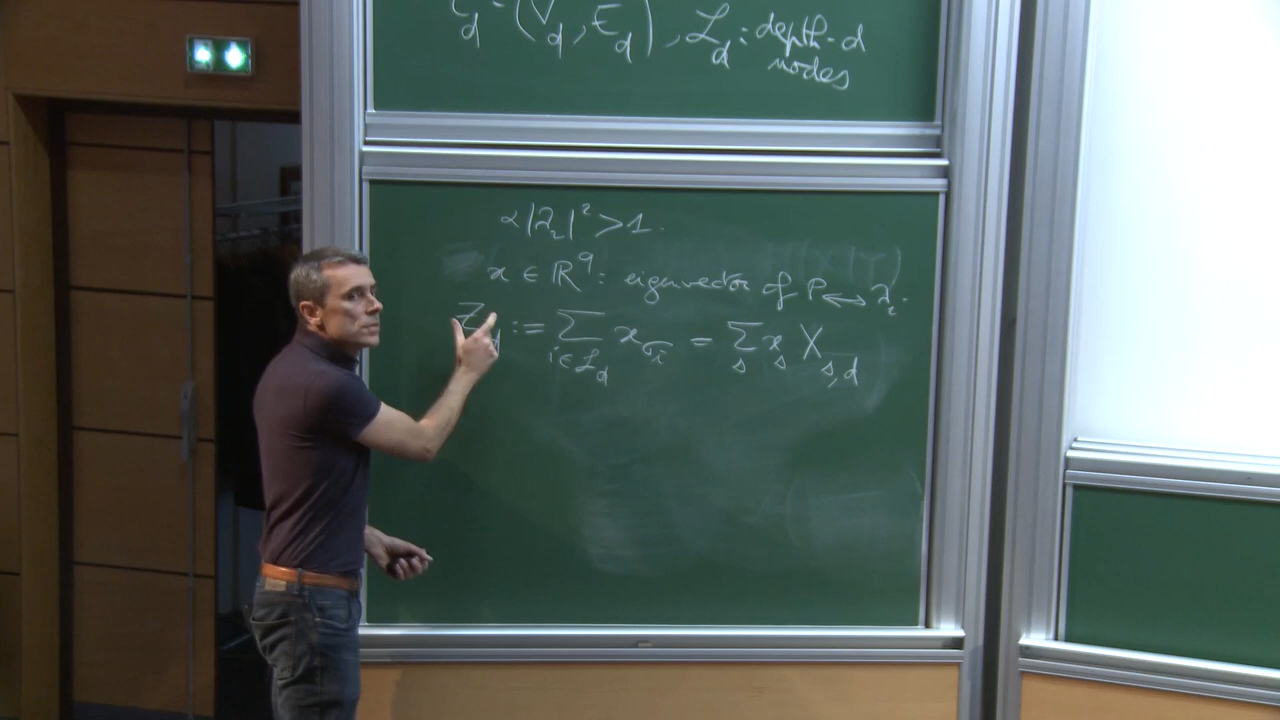 = (V_d, E_d), ℒ_d : depth-d
nodes
α|λ_2|² > 1.
x ∈ ℝ^q : eigenvector of P ↔ λ_2.
Z_d := Σ_{i∈ℒ_d} x_{σ_i} = Σ_s x_s X_{s,d}